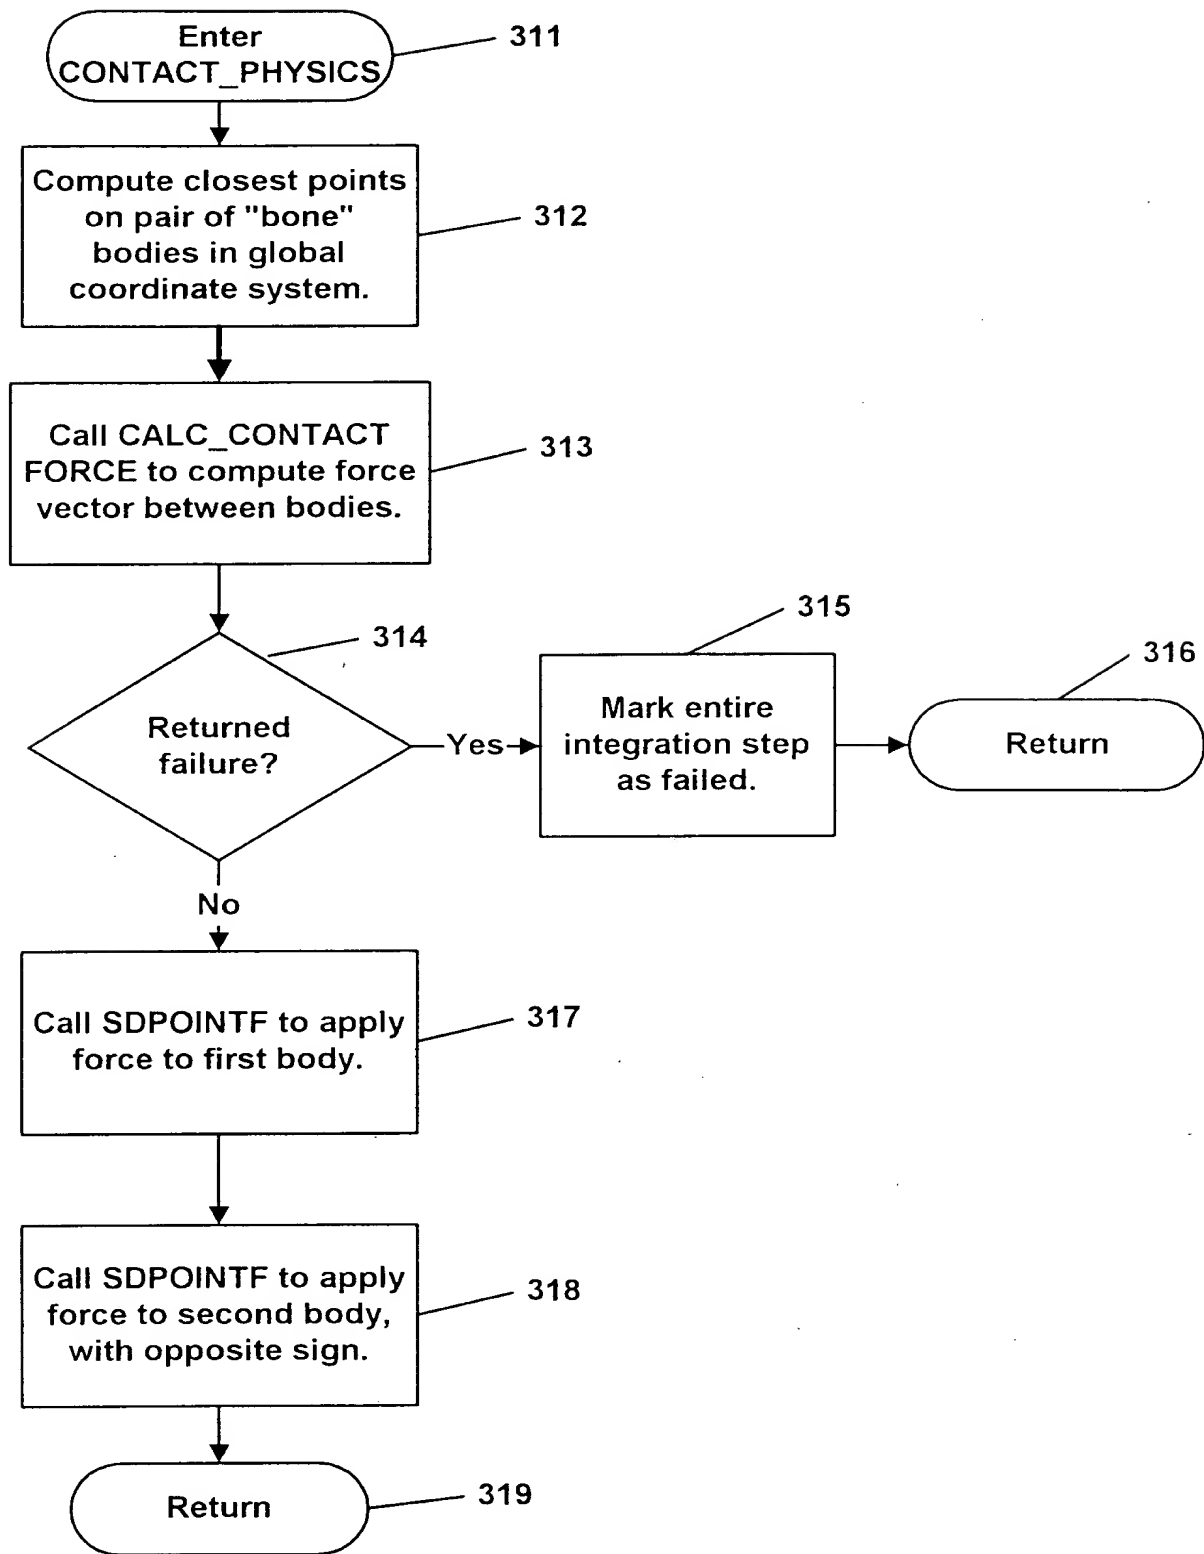 Enter
CONTACT_PHYSICS
311
Compute closest points
on pair of "bone"
bodies in global
coordinate system.
312
Call CALC_CONTACT
FORCE to compute force
vector between bodies.
313
314
Returned
failure?
Yes
315
Mark entire
integration step
as failed.
316
Return
No
Call SDPOINTF to apply
force to first body.
317
Call SDPOINTF to apply
force to second body,
with opposite sign.
318
Return
319